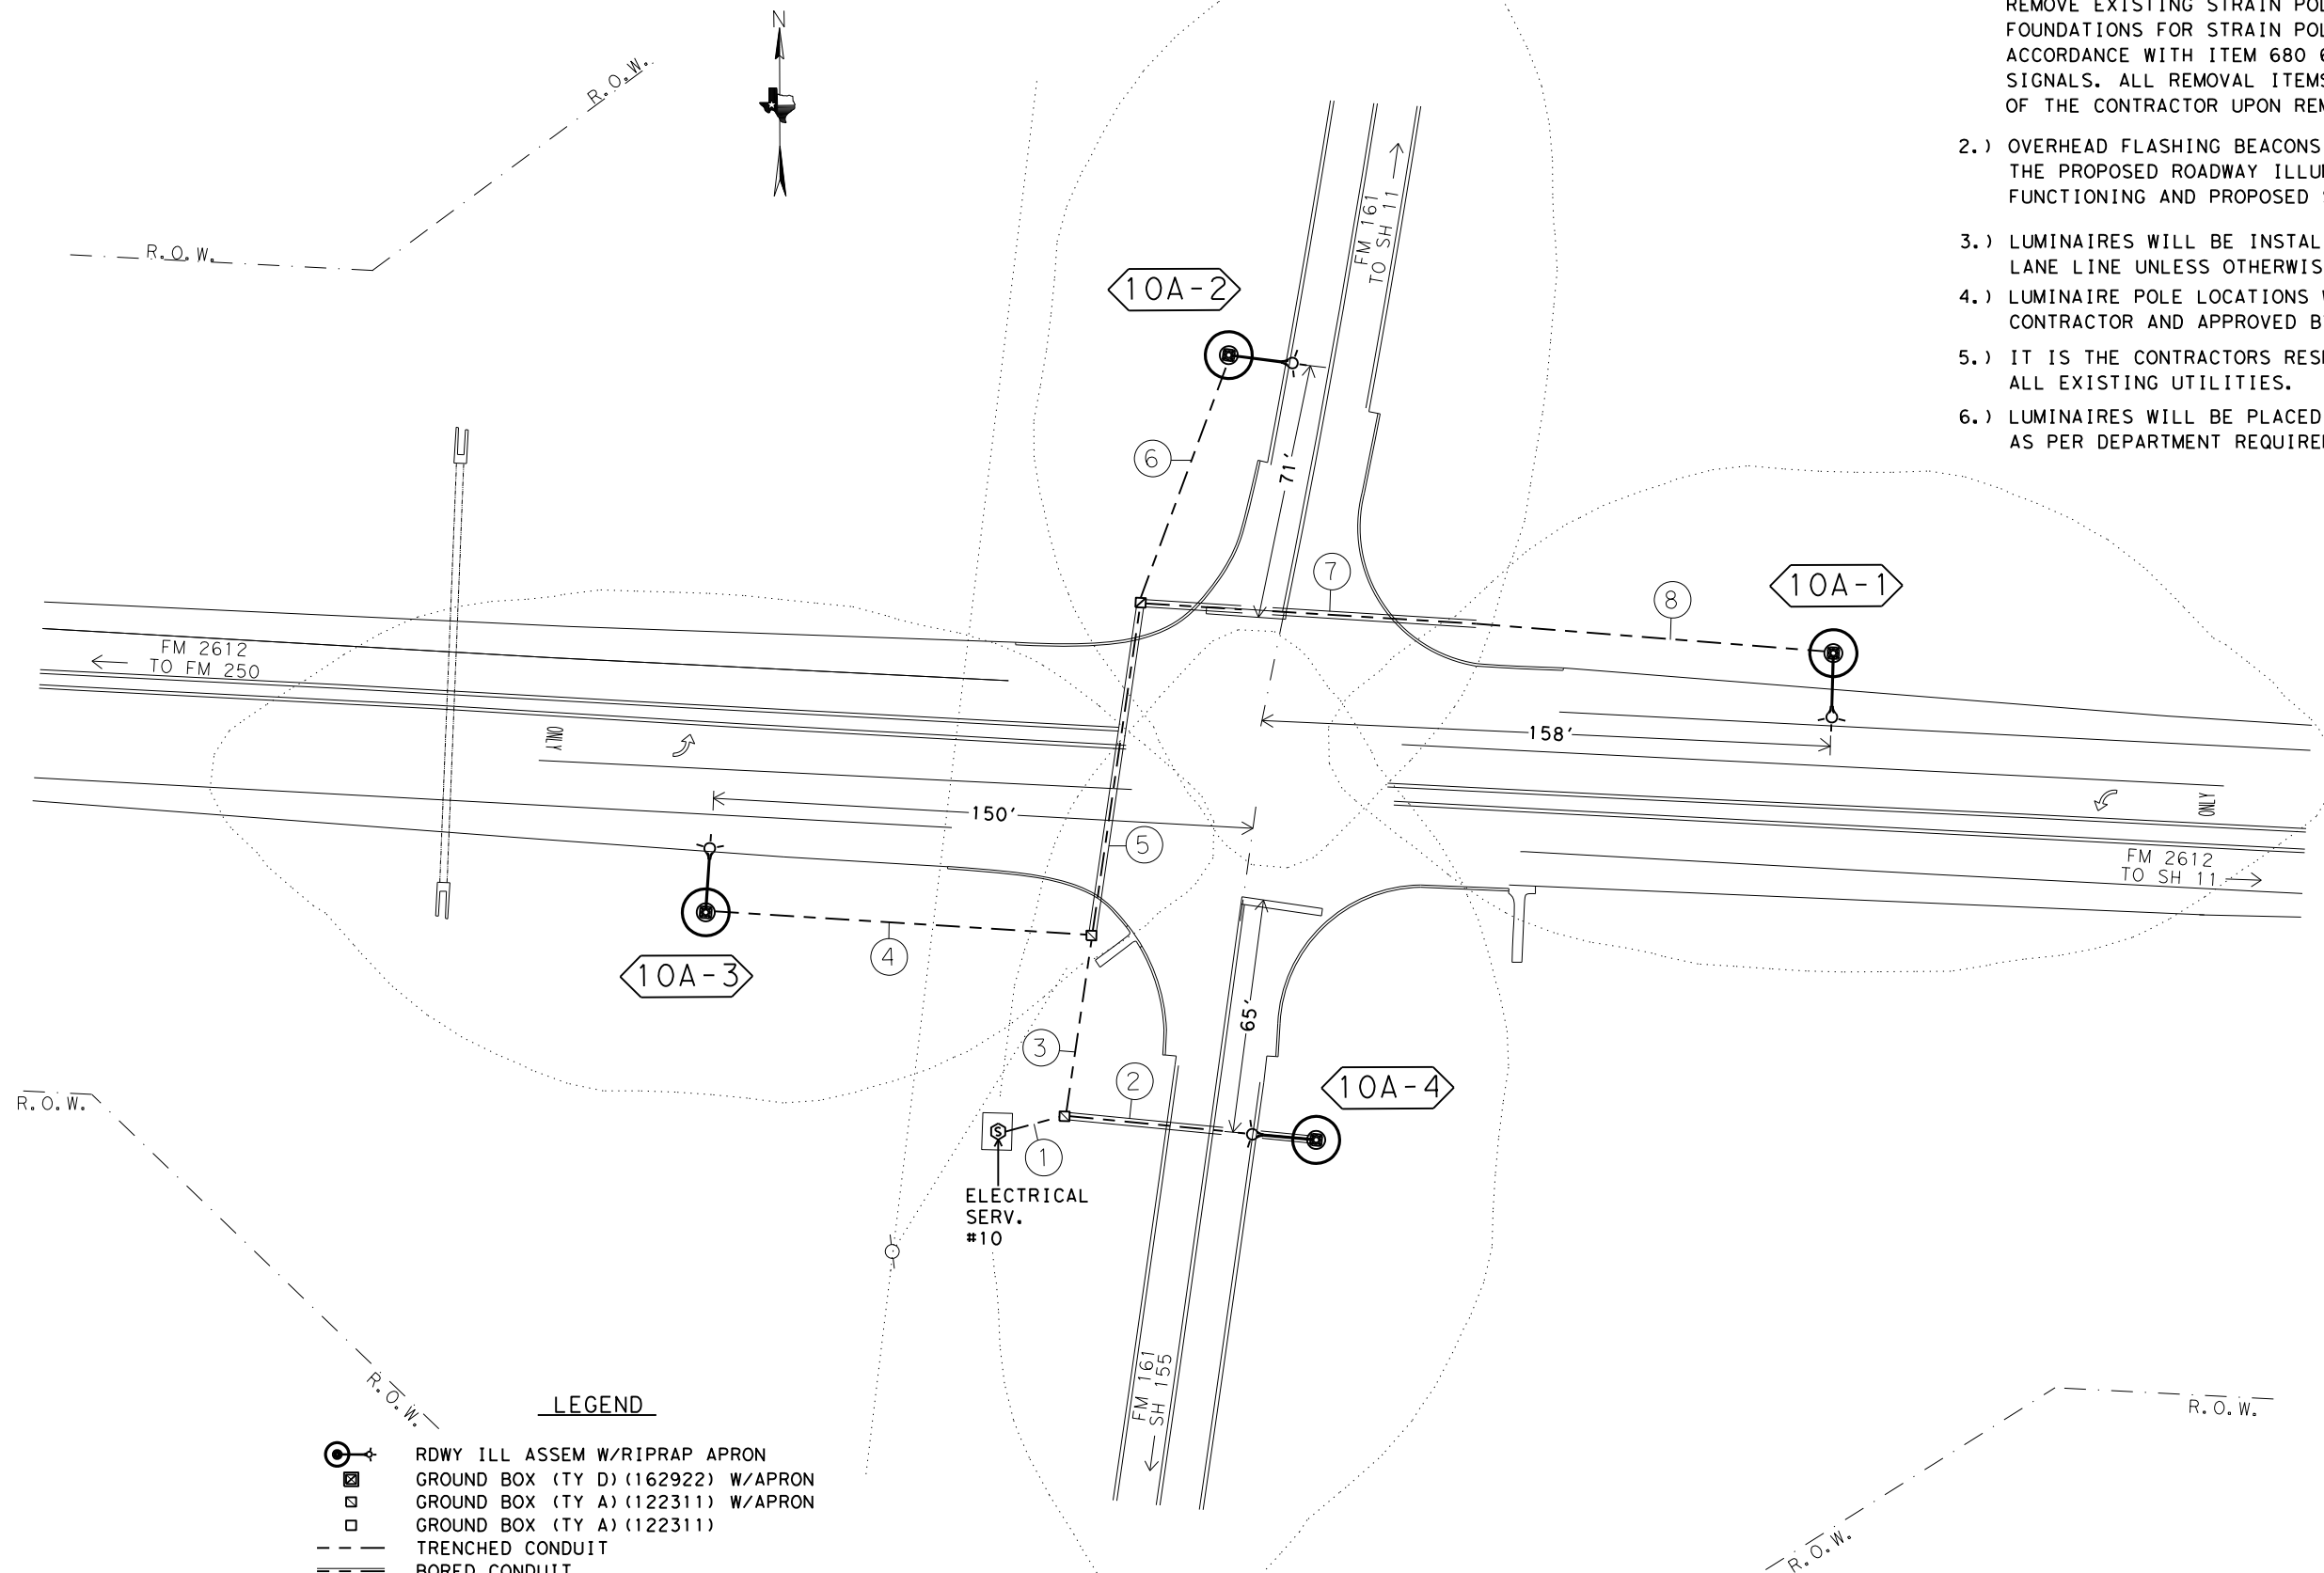 REMOVE EXISTING STRAIN POL
FOUNDATIONS FOR STRAIN POL
ACCORDANCE WITH ITEM 680 6
SIGNALS. ALL REMOVAL ITEMS
OF THE CONTRACTOR UPON REM
2.) OVERHEAD FLASHING BEACONS
THE PROPOSED ROADWAY ILLUM
FUNCTIONING AND PROPOSED
3.) LUMINAIRES WILL BE INSTAL
LANE LINE UNLESS OTHERWIS
4.) LUMINAIRE POLE LOCATIONS W
CONTRACTOR AND APPROVED B
5.) IT IS THE CONTRACTORS RES
ALL EXISTING UTILITIES.
6.) LUMINAIRES WILL BE PLACED
AS PER DEPARTMENT REQUIRE
N
R.O.W.
R.O.W.
FM 161
TO SH 11
10A-2
6
71'
7
8
10A-1
FM 2612
TO FM 250
ONLY
158'
150'
ONLY
5
FM 2612
TO SH 11
4
10A-3
65'
3
2
10A-4
R.O.W.
S
1
ELECTRICAL
SERV.
#10
FM 161
SH 155
R.O.W.
R.O.W.
R.O.W.
LEGEND
RDWY ILL ASSEM W/RIPRAP APRON
GROUND BOX (TY D)(162922) W/APRON
GROUND BOX (TY A)(122311) W/APRON
GROUND BOX (TY A)(122311)
TRENCHED CONDUIT
BORED CONDUIT